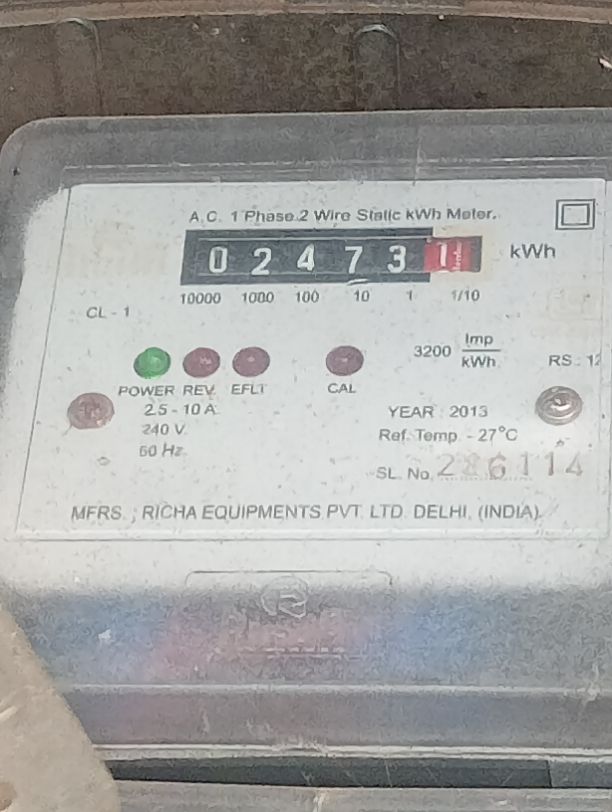 A.C. 1 Phase 2 Wire Static kWh Meter.
0 2 4 7 3 1 kWh
10000 1000 100 10 1 1/10
CL - 1
3200 Imp/kWh
RS : 12
POWER REV. EFLT CAL
2.5 - 10 A.
240 V.
50 Hz.
YEAR : 2013
Ref. Temp. - 27°C
SL. No. 286114
MFRS. : RICHA EQUIPMENTS PVT. LTD. DELHI, (INDIA).
R